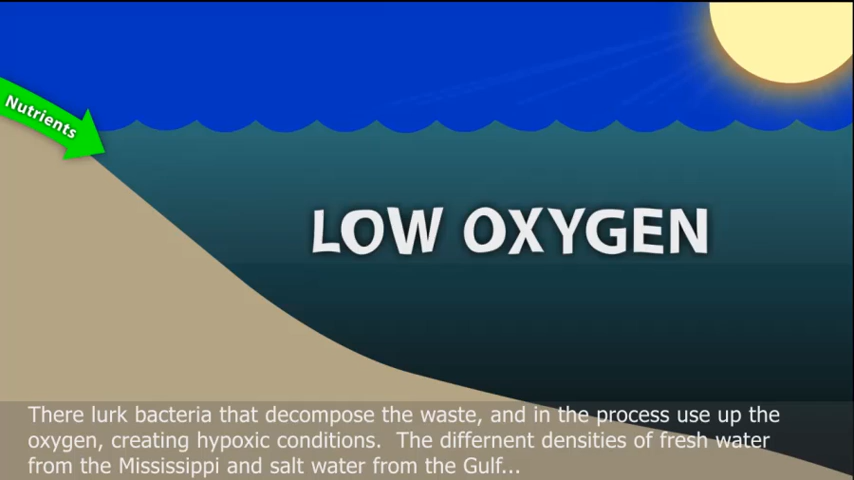 Nutrients
LOW OXYGEN
There lurk bacteria that decompose the waste, and in the process use up the
oxygen, creating hypoxic conditions.  The differnent densities of fresh water
from the Mississippi and salt water from the Gulf...